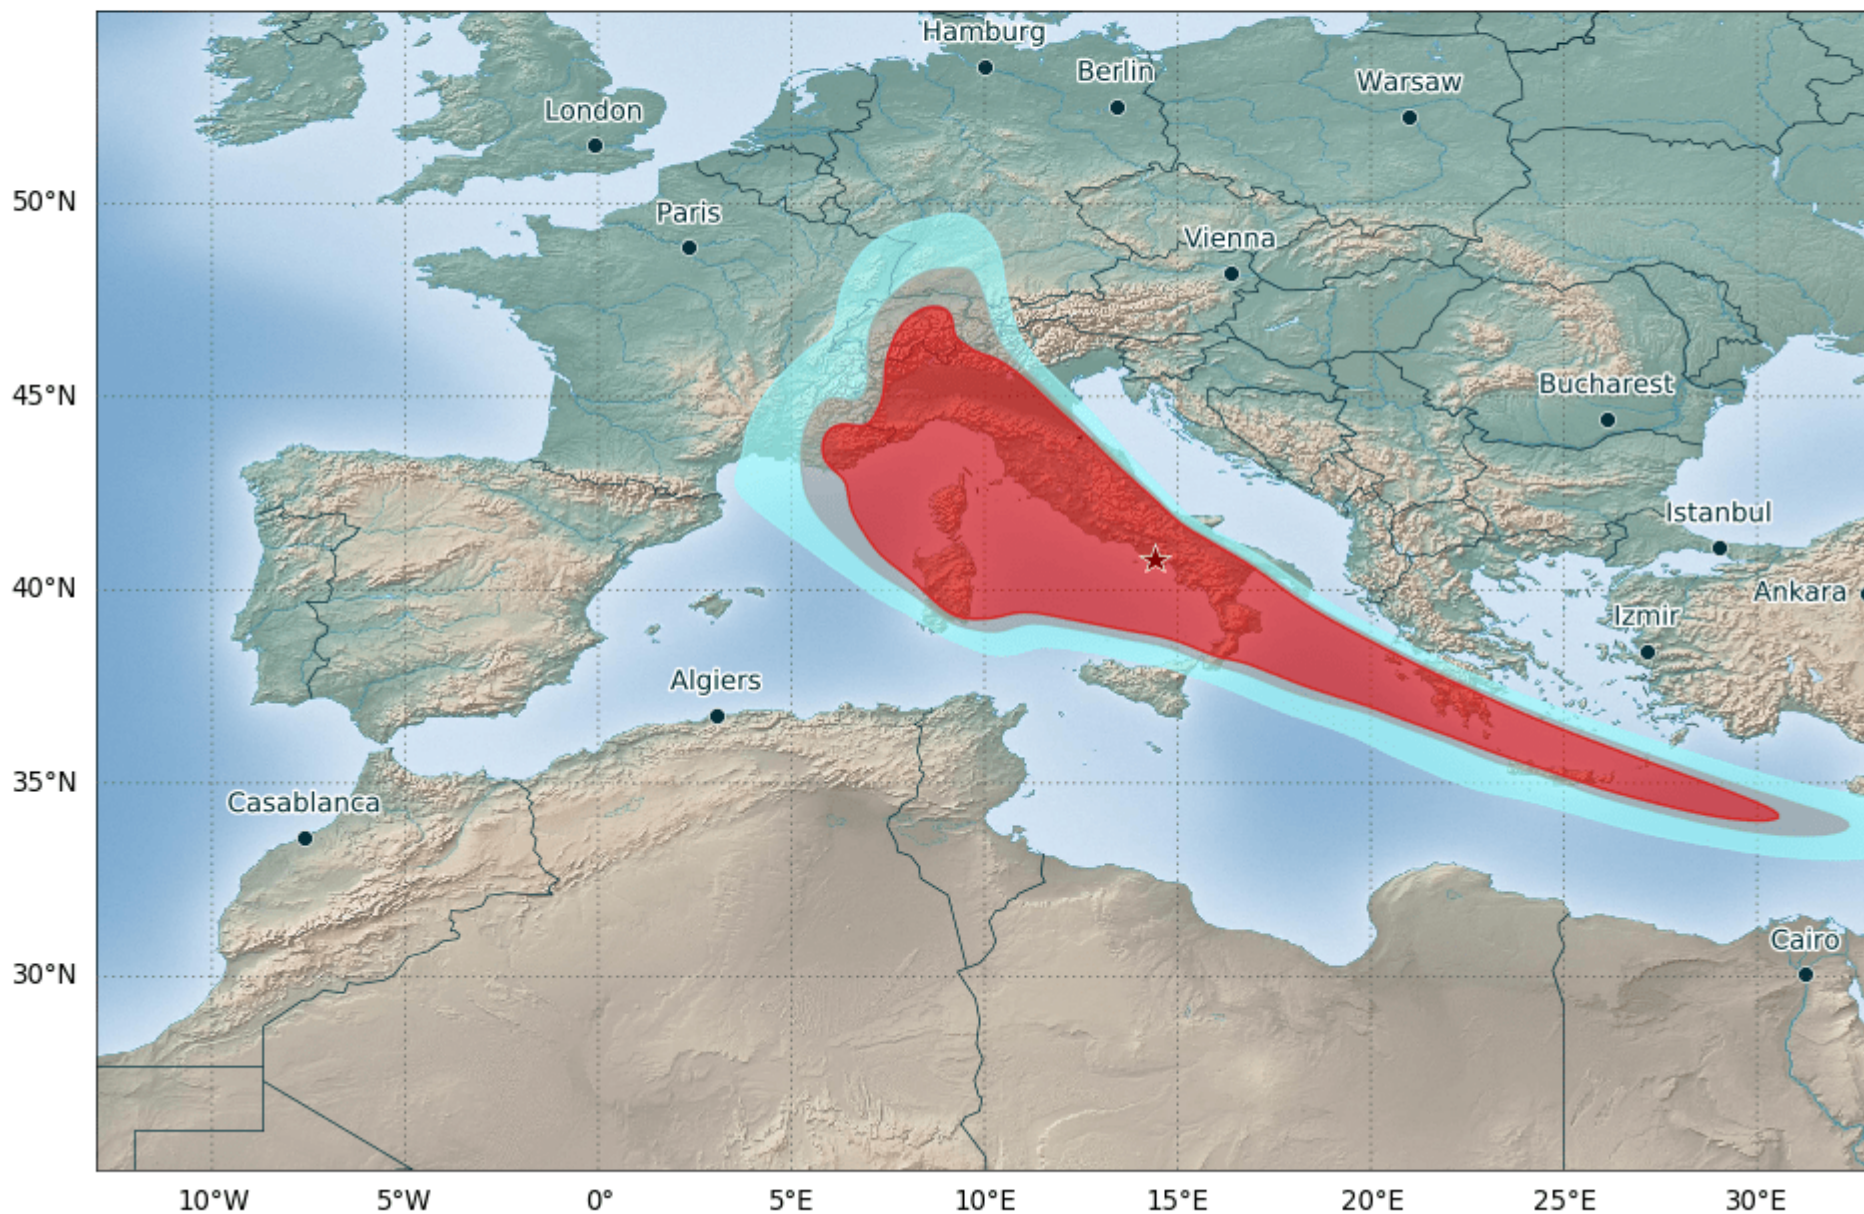 Hamburg
Berlin
Warsaw
London
50°N
Paris
Vienna
45°N
Bucharest
Istanbul
40°N
Ankara
Izmir
Algiers
35°N
Casablanca
Cairo
30°N
10°W 5°W 0° 5°E 10°E 15°E 20°E 25°E 30°E